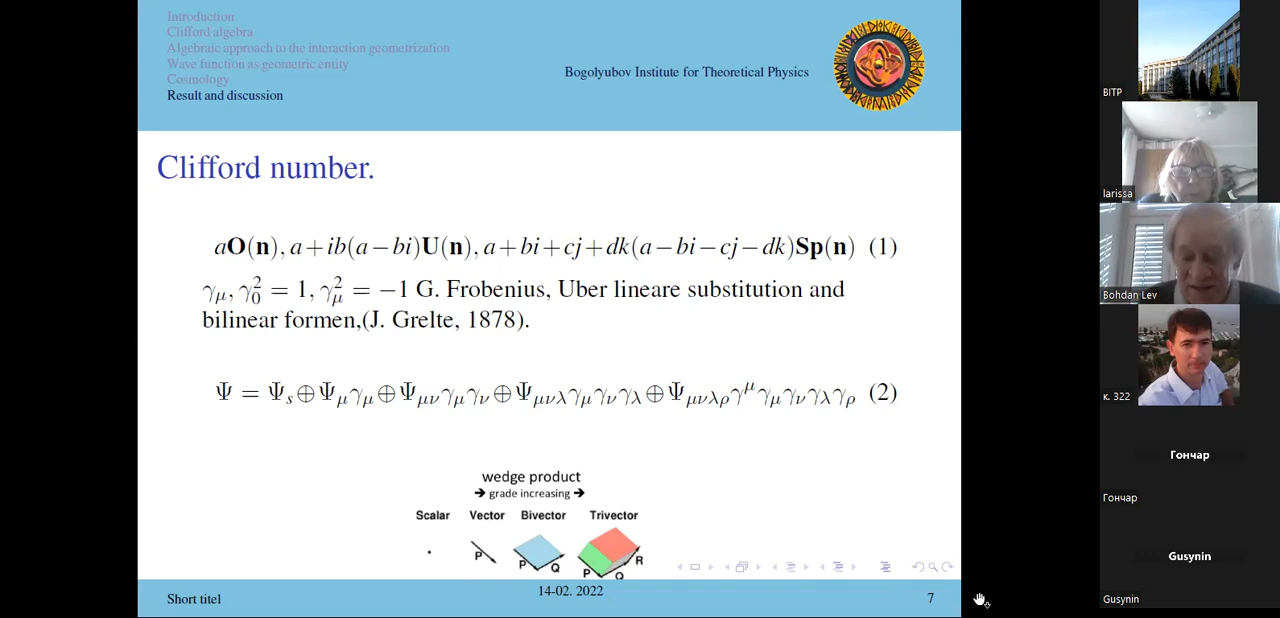 Introduction
Clifford algebra
Algebraic approach to the interaction geometrization
Wave function as geometric entity
Cosmology
Result and discussion
Bogolyubov Institute for Theoretical Physics
Clifford number.
aO(n), a+ib(a−bi)U(n), a+bi+cj+dk(a−bi−cj−dk)Sp(n) (1)
γ_μ, γ_0^2 = 1, γ_μ^2 = −1 G. Frobenius, Uber lineare substitution and
bilinear formen,(J. Grelte, 1878).
Ψ = Ψ_s⊕Ψ_μγ_μ⊕Ψ_μνγ_μγ_ν⊕Ψ_μνλγ_μγ_νγ_λ⊕Ψ_μνλργ^μγ_μγ_νγ_λγ_ρ (2)
wedge product
➔ grade increasing ➔
Scalar Vector Bivector Trivector
P P Q P Q R
14-02. 2022
Short titel 7
BITP
larissa
Bohdan Lev
к. 322
Гончар
Гончар
Gusynin
Gusynin